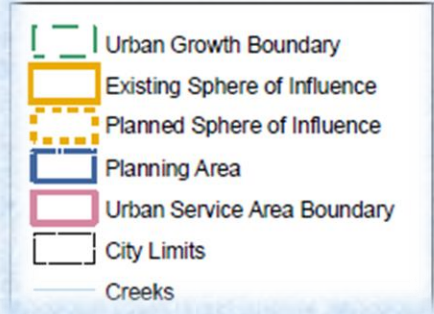 Urban Growth Boundary
Existing Sphere of Influence
Planned Sphere of Influence
Planning Area
Urban Service Area Boundary
City Limits
Creeks